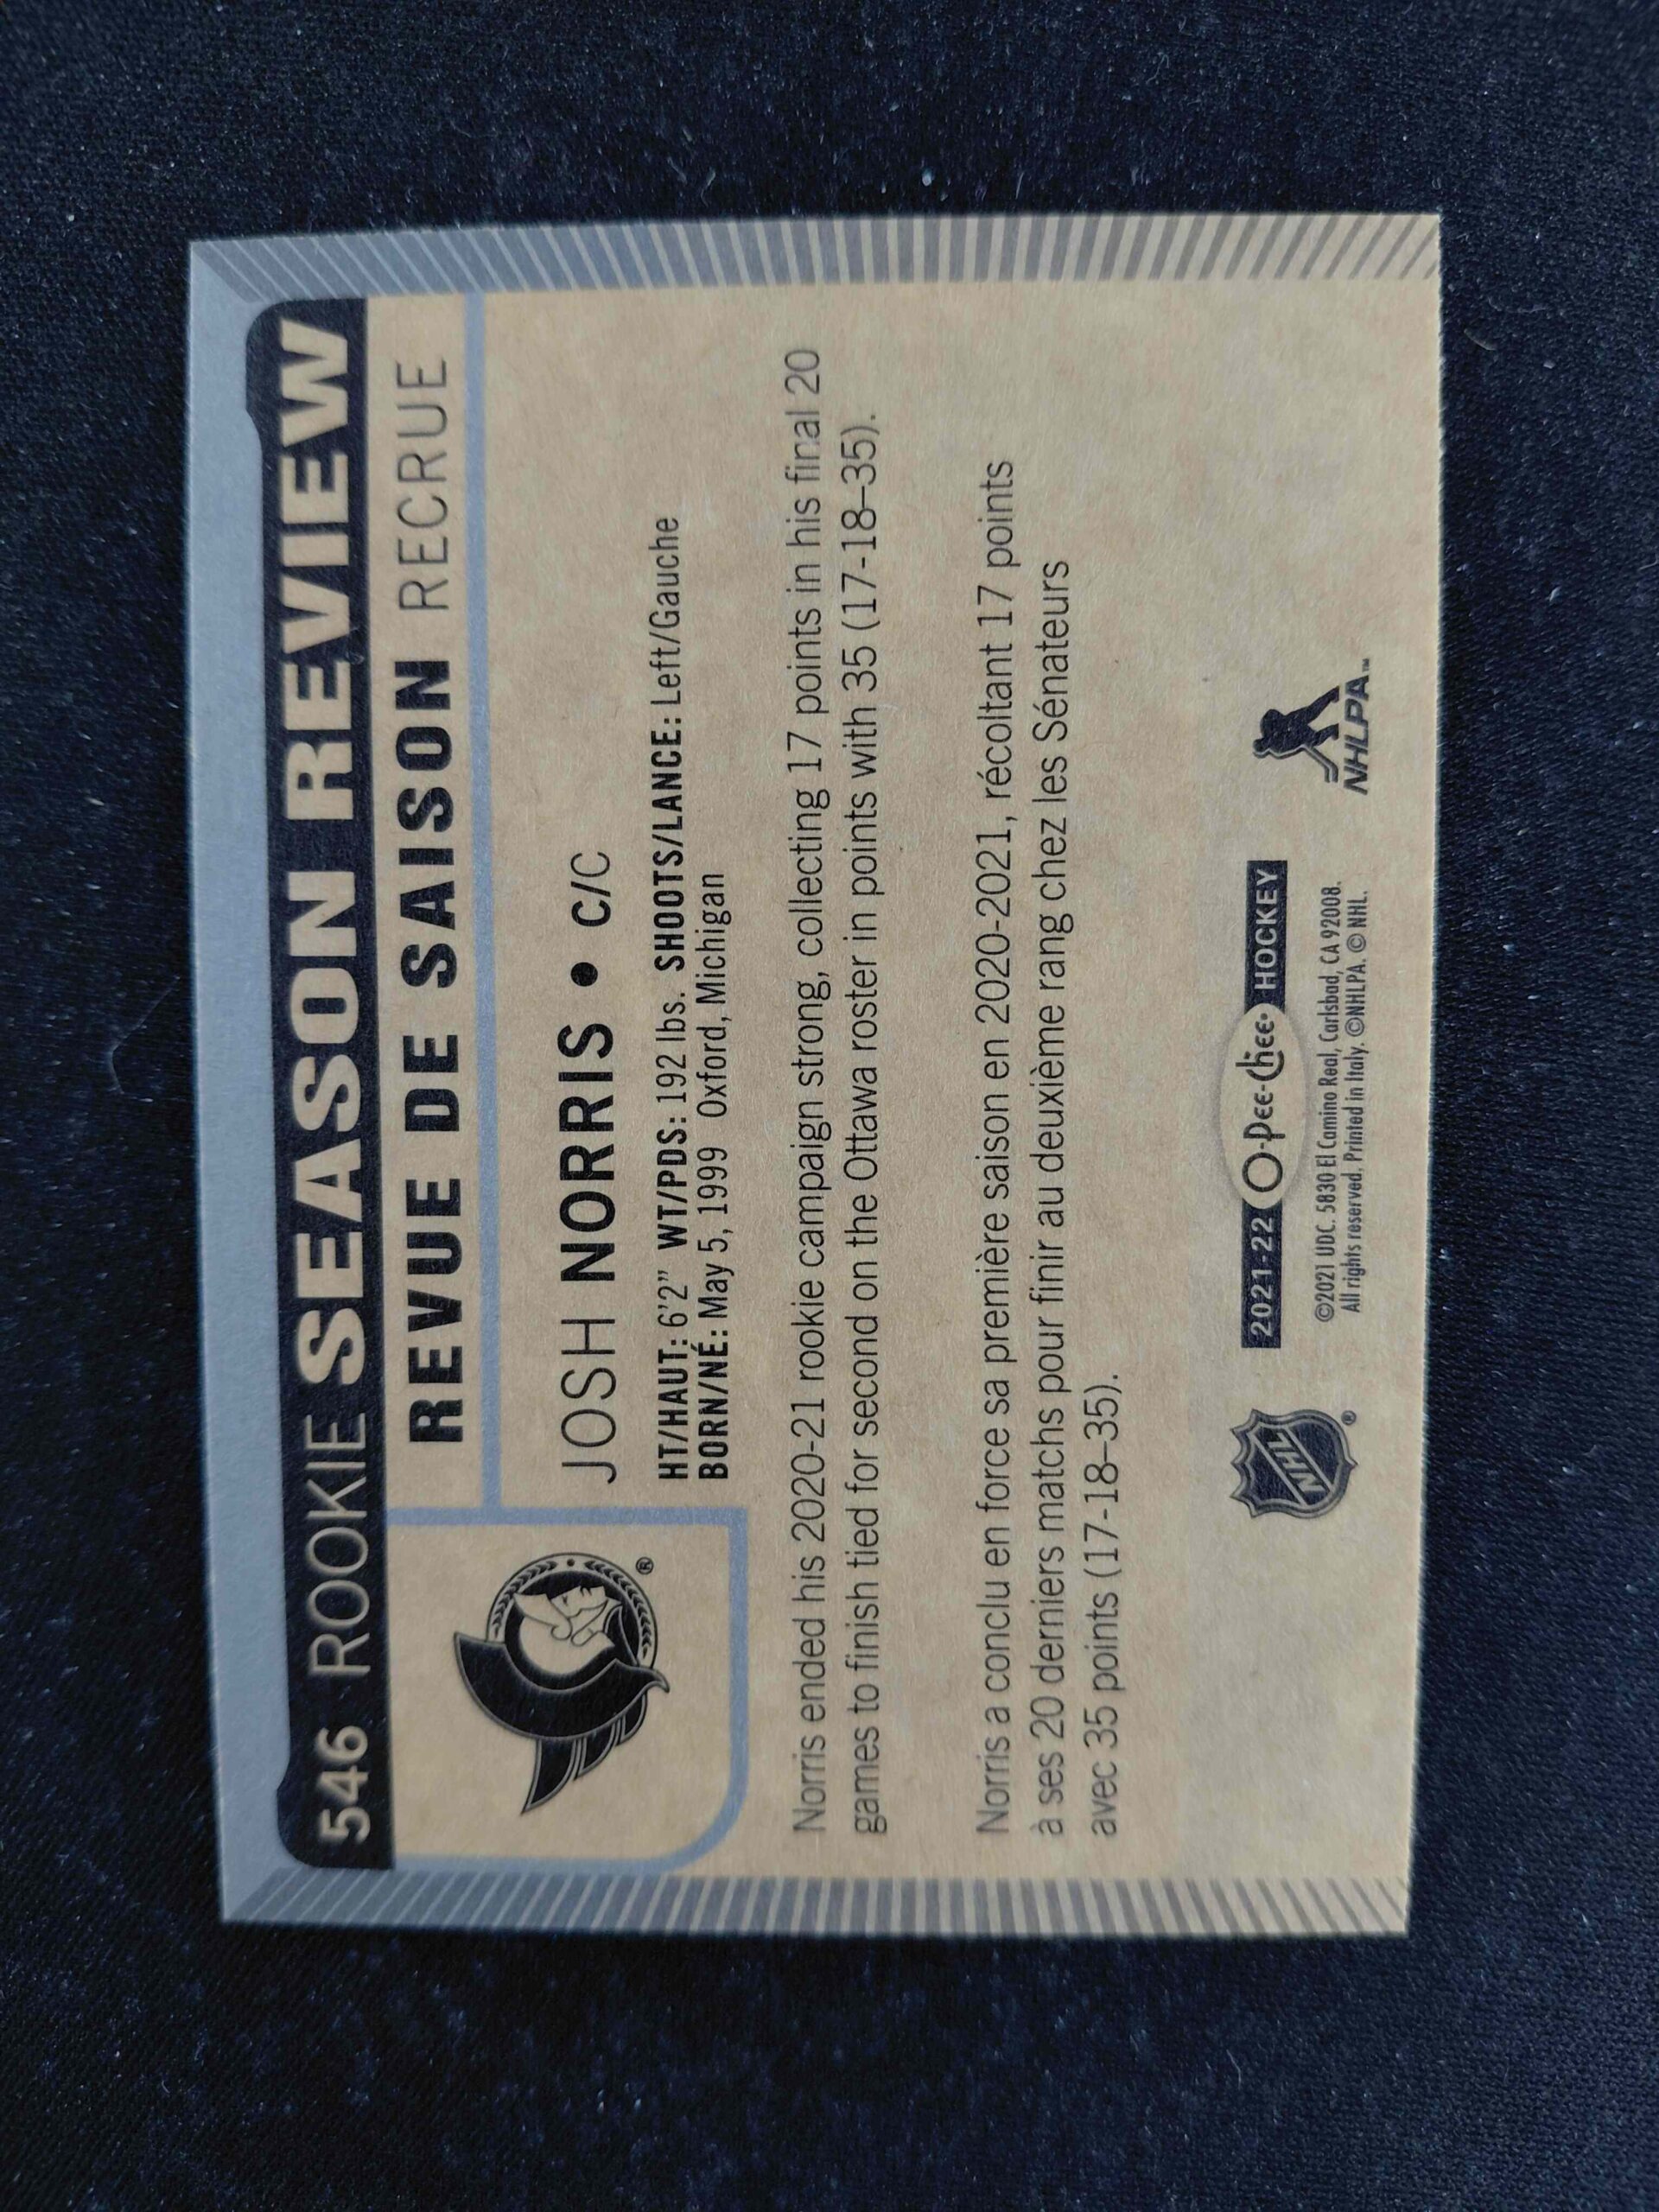 546 ROOKIE SEASON REVIEW
REVUE DE SAISON RECRUE
JOSH NORRIS • C/C
HT/HAUT: 6'2” WT/PDS: 192 lbs. SHOOTS/LANCE: Left/Gauche
BORN/NÉ: May 5, 1999 Oxford, Michigan
®
Norris ended his 2020-21 rookie campaign strong, collecting 17 points in his final 20
games to finish tied for second on the Ottawa roster in points with 35 (17-18–35).
Norris a conclu en force sa première saison en 2020-2021, récoltant 17 points
à ses 20 derniers matchs pour finir au deuxième rang chez les Sénateurs
avec 35 points (17-18–35).
NHL ®
2021-22 O-Pee-Chee• HOCKEY
©2021 UDC. 5830 El Camino Real, Carlsbad, CA 92008.
All rights reserved. Printed in Italy. ©NHLPA. © NHL.
NHLPA™